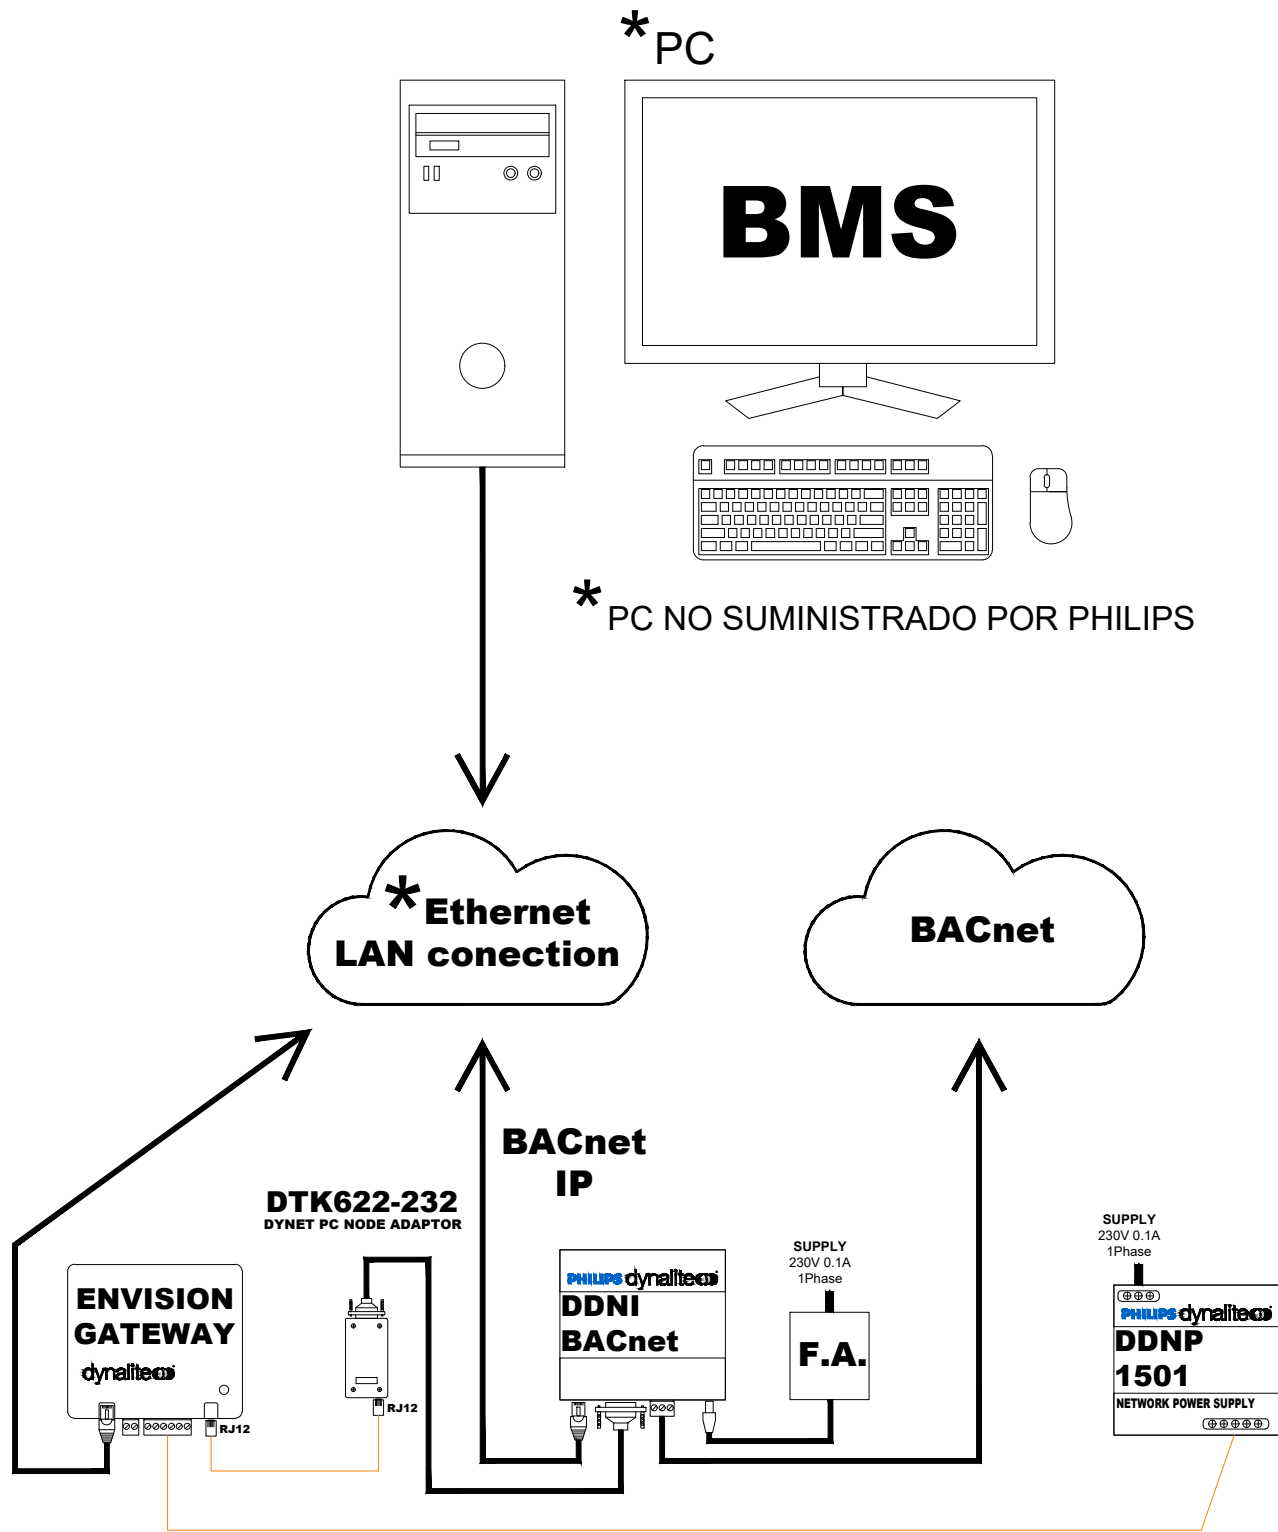 *PC
BMS
*PC NO SUMINISTRADO POR PHILIPS
*Ethernet
LAN conection
BACnet
BACnet
IP
DTK622-232
DYNET PC NODE ADAPTOR
ENVISION
GATEWAY
dynalite
RJ12
RJ12
PHILIPS dynalite
DDNI
BACnet
SUPPLY
230V 0.1A
1Phase
F.A.
SUPPLY
230V 0.1A
1Phase
PHILIPS dynalite
DDNP
1501
NETWORK POWER SUPPLY